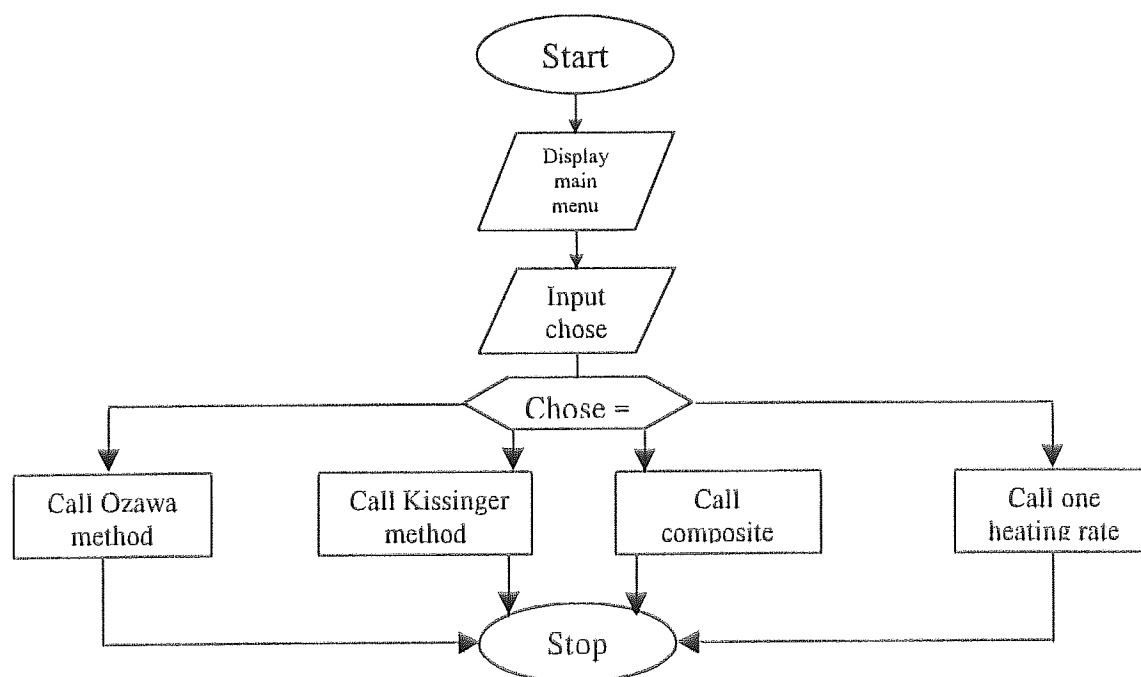 Start
Display
main
menu
Input
chose
Chose =
Call Ozawa
method
Call Kissinger
method
Call
composite
Call one
heating rate
Stop